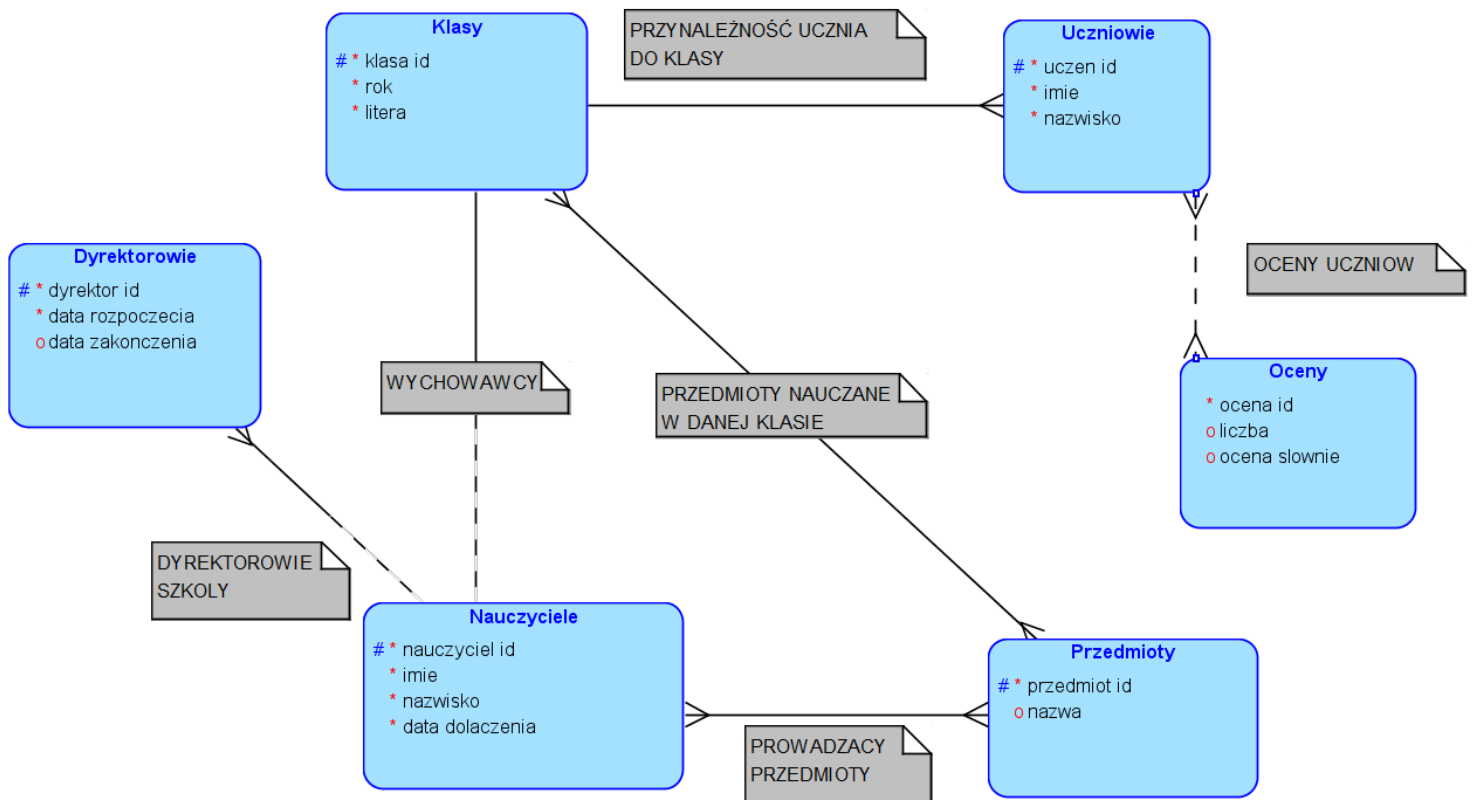 Klasy
# * klasa id
* rok
* litera
PRZYNALEŻNOŚĆ UCZNIA
DO KLASY
Uczniowie
# * uczen id
* imie
* nazwisko
Dyrektorowie
# * dyrektor id
* data rozpoczecia
o data zakonczenia
OCENY UCZNIOW
WYCHOWAWCY
PRZEDMIOTY NAUCZANE
W DANEJ KLASIE
Oceny
* ocena id
o liczba
o ocena slownie
DYREKTOROWIE
SZKOLY
Nauczyciele
# * nauczyciel id
* imie
* nazwisko
* data dolaczenia
Przedmioty
# * przedmiot id
o nazwa
PROWADZACY
PRZEDMIOTY